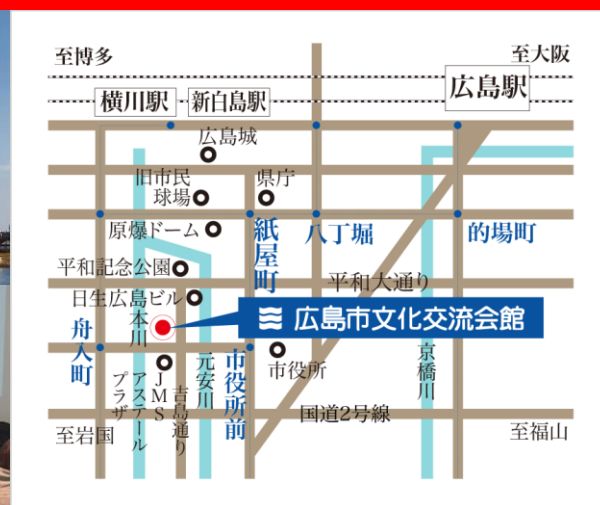 至博多
至大阪
横川駅
新白島駅
広島駅
広島城
旧市民
球場
県庁
原爆ドーム
紙屋町
八丁堀
的場町
平和記念公園
平和大通り
日生広島ビル
広島市文化交流会館
舟入町
本川
元安川
市役所前
市役所
京橋川
JMS
アステール
プラザ
吉島通り
国道2号線
至岩国
至福山